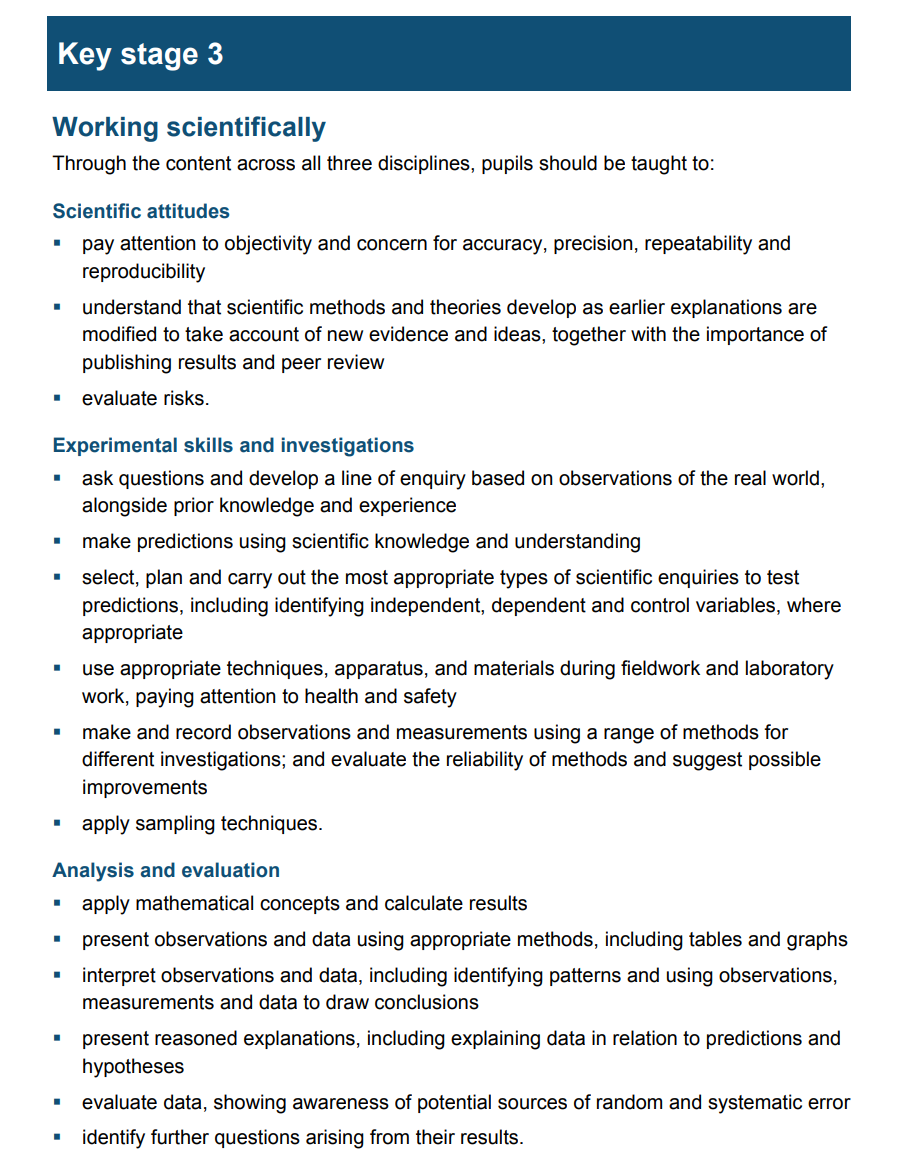 Key stage 3
Working scientifically
Through the content across all three disciplines, pupils should be taught to:
Scientific attitudes
▪ pay attention to objectivity and concern for accuracy, precision, repeatability and
reproducibility
▪ understand that scientific methods and theories develop as earlier explanations are
modified to take account of new evidence and ideas, together with the importance of
publishing results and peer review
▪ evaluate risks.
Experimental skills and investigations
▪ ask questions and develop a line of enquiry based on observations of the real world,
alongside prior knowledge and experience
▪ make predictions using scientific knowledge and understanding
▪ select, plan and carry out the most appropriate types of scientific enquiries to test
predictions, including identifying independent, dependent and control variables, where
appropriate
▪ use appropriate techniques, apparatus, and materials during fieldwork and laboratory
work, paying attention to health and safety
▪ make and record observations and measurements using a range of methods for
different investigations; and evaluate the reliability of methods and suggest possible
improvements
▪ apply sampling techniques.
Analysis and evaluation
▪ apply mathematical concepts and calculate results
▪ present observations and data using appropriate methods, including tables and graphs
▪ interpret observations and data, including identifying patterns and using observations,
measurements and data to draw conclusions
▪ present reasoned explanations, including explaining data in relation to predictions and
hypotheses
▪ evaluate data, showing awareness of potential sources of random and systematic error
▪ identify further questions arising from their results.